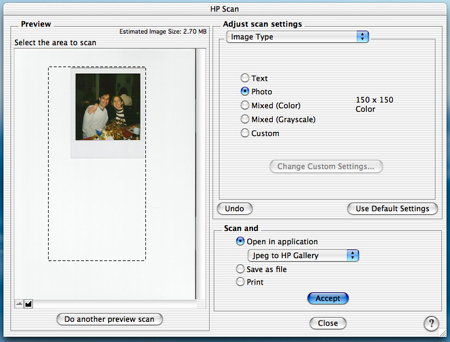 HP Scan
Preview
Estimated Image Size: 2.70 MB
Select the area to scan
Do another preview scan
Adjust scan settings
Image Type
Text
Photo
Mixed (Color)
Mixed (Grayscale)
Custom
150 x 150
Color
Change Custom Settings...
Undo
Use Default Settings
Scan and
Open in application
Jpeg to HP Gallery
Save as file
Print
Accept
Close
?